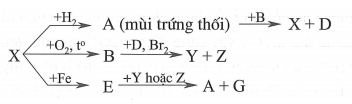 +H₂ A (mùi trứng thối) +B X + D
X +O₂, t° B +D, Br₂ Y + Z
+Fe E +Y hoặc Z A + G